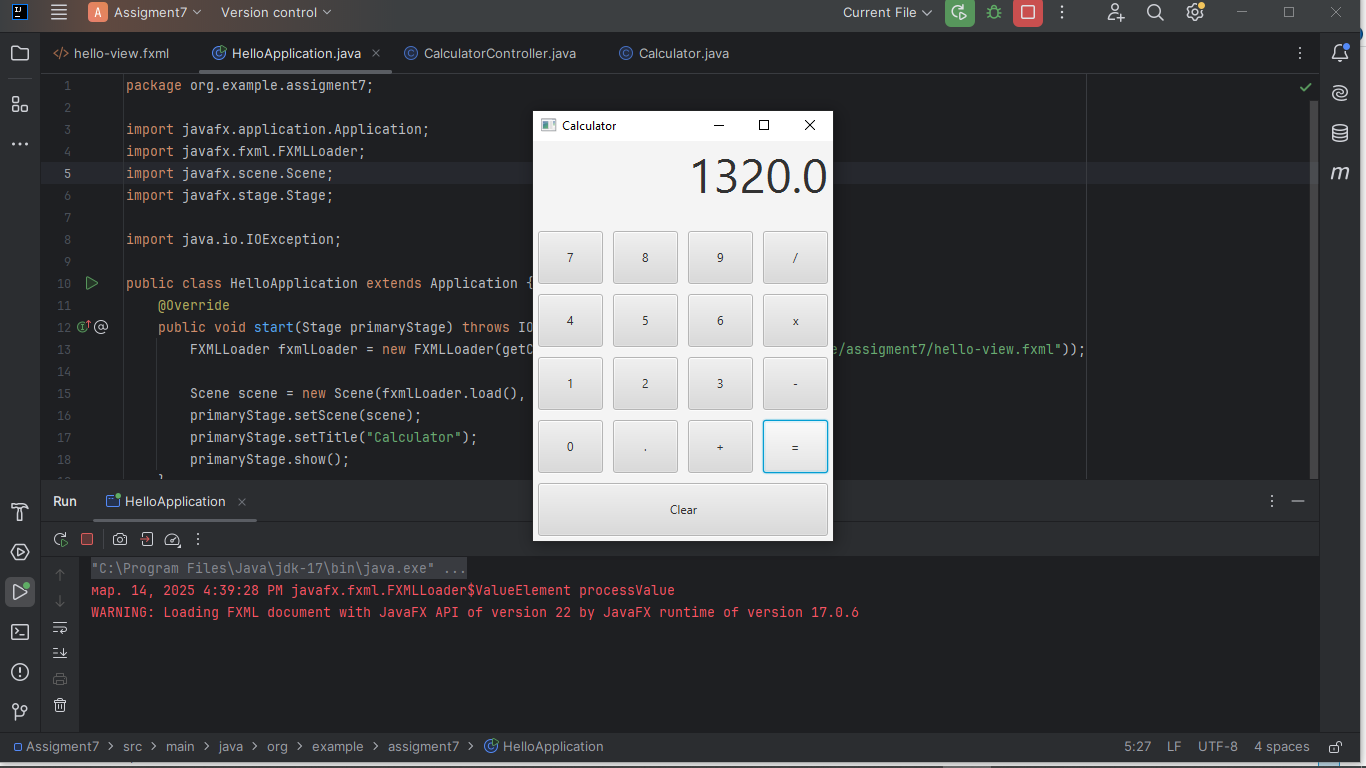 A Assigment7 Version control Current File
hello-view.fxml HelloApplication.java CalculatorController.java Calculator.java
1 package org.example.assigment7;
2
3 import javafx.application.Application;
4 import javafx.fxml.FXMLLoader;
5 import javafx.scene.Scene;
6 import javafx.stage.Stage;
7
8 import java.io.IOException;
9
10 public class HelloApplication extends Application {
11 @Override
12 public void start(Stage primaryStage) throws IO
13 FXMLLoader fxmlLoader = new FXMLLoader(getC e/assigment7/hello-view.fxml"));
14
15 Scene scene = new Scene(fxmlLoader.load(),
16 primaryStage.setScene(scene);
17 primaryStage.setTitle("Calculator");
18 primaryStage.show();
Calculator
1320.0
7 8 9 /
4 5 6 x
1 2 3 -
0 . + =
Clear
Run HelloApplication
"C:\Program Files\Java\jdk-17\bin\java.exe" ...
мар. 14, 2025 4:39:28 PM javafx.fxml.FXMLLoader$ValueElement processValue
WARNING: Loading FXML document with JavaFX API of version 22 by JavaFX runtime of version 17.0.6
Assigment7 > src > main > java > org > example > assigment7 > HelloApplication 5:27 LF UTF-8 4 spaces